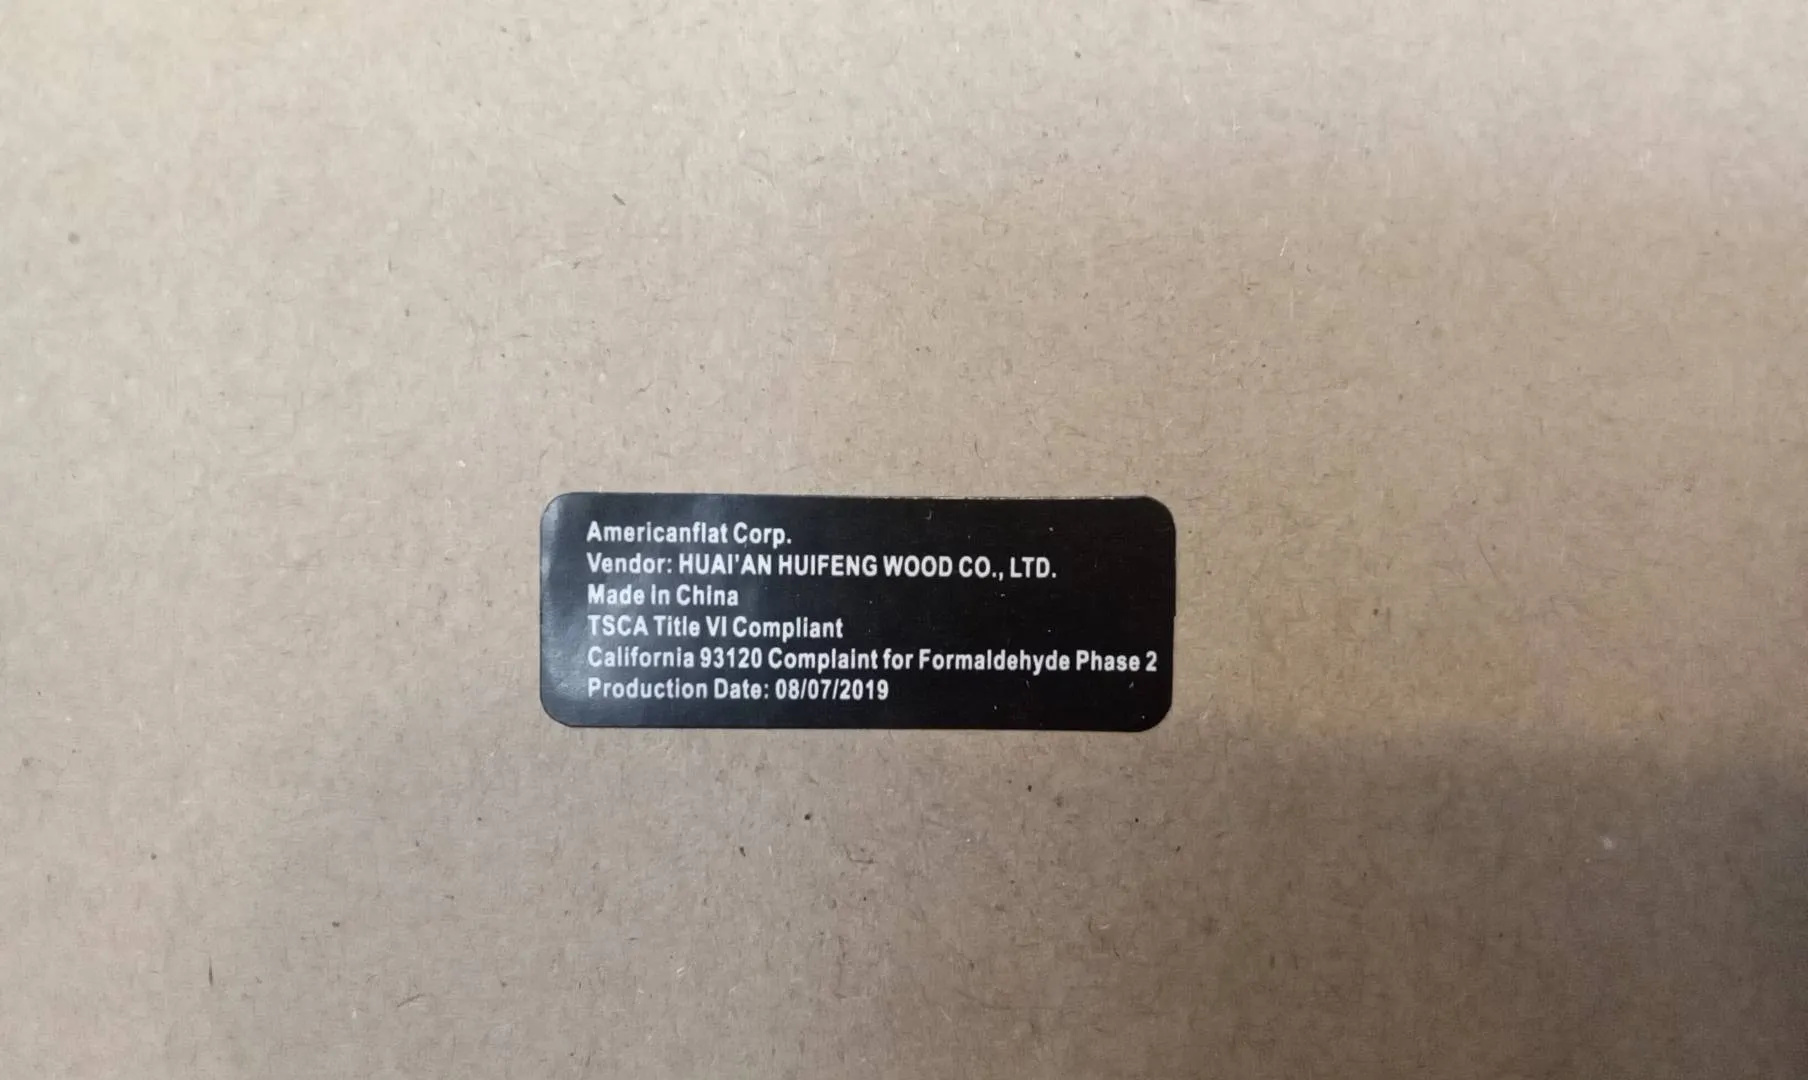 Americanflat Corp.
Vendor: HUAI'AN HUIFENG WOOD CO., LTD.
Made in China
TSCA Title VI Compliant
California 93120 Complaint for Formaldehyde Phase 2
Production Date: 08/07/2019